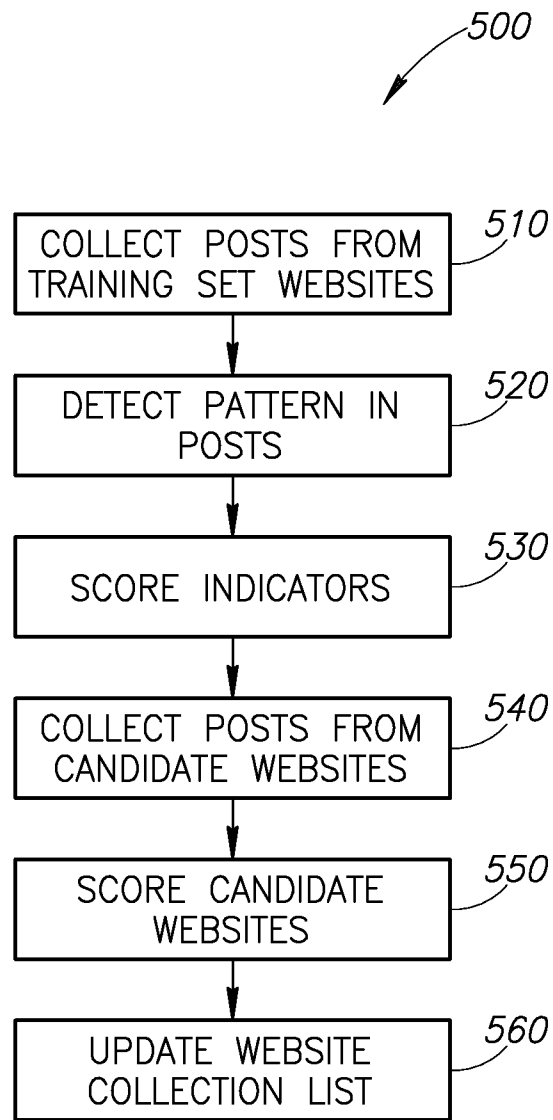 500
COLLECT POSTS FROM
TRAINING SET WEBSITES
510
DETECT PATTERN IN
POSTS
520
SCORE INDICATORS
530
COLLECT POSTS FROM
CANDIDATE WEBSITES
540
SCORE CANDIDATE
WEBSITES
550
UPDATE WEBSITE
COLLECTION LIST
560